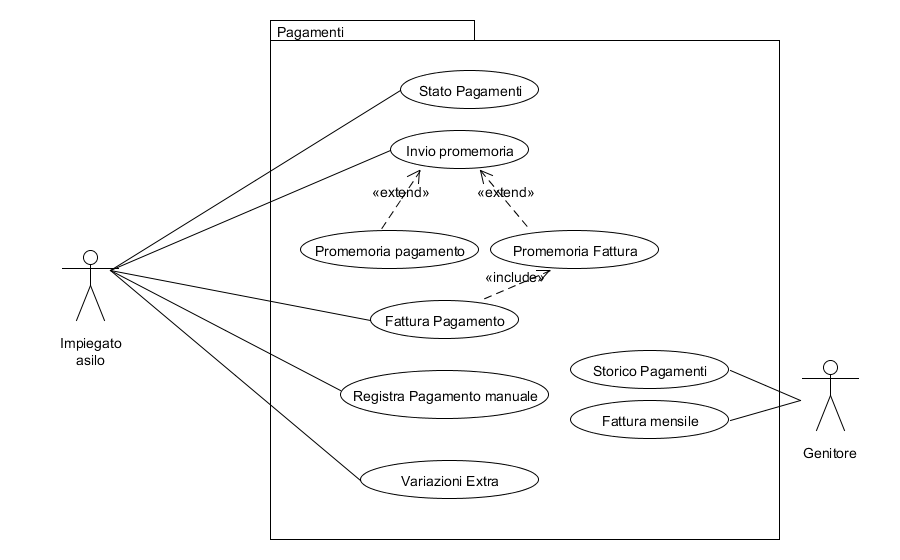 Pagamenti
Stato Pagamenti
Invio promemoria
«extend»
«extend»
Promemoria pagamento
Promemoria Fattura
«include»
Fattura Pagamento
Impiegato
asilo
Storico Pagamenti
Registra Pagamento manuale
Fattura mensile
Genitore
Variazioni Extra